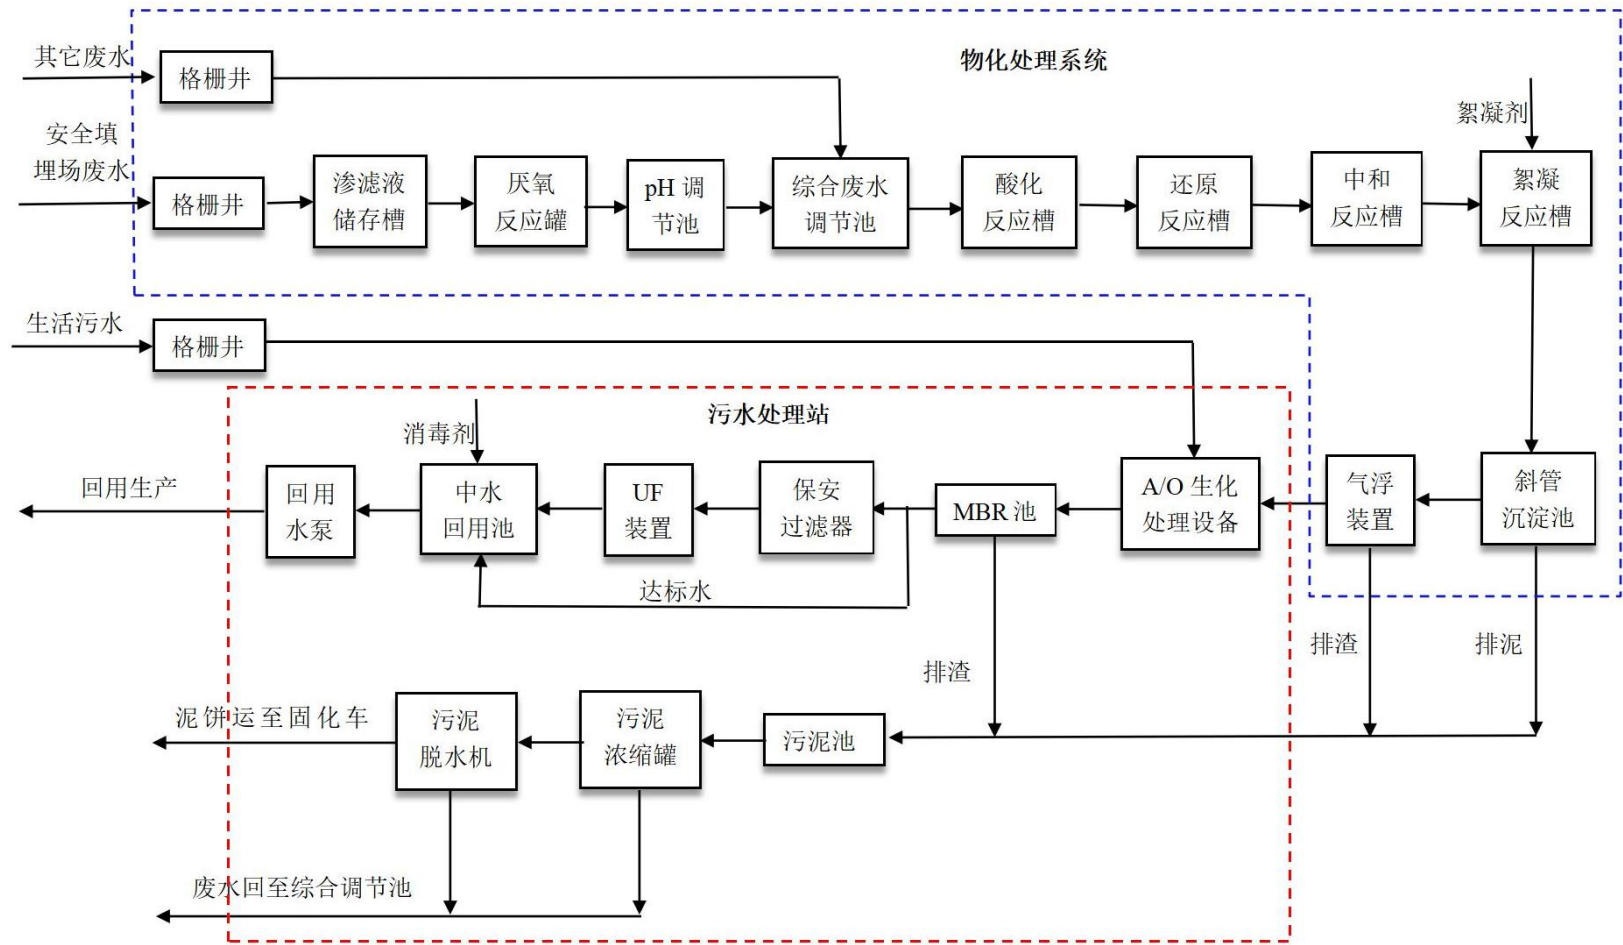 其它废水
格栅井
物化处理系统
絮凝剂
安全填
埋场废水
格栅井
渗滤液
储存槽
厌氧
反应罐
pH 调
节池
综合废水
调节池
酸化
反应槽
还原
反应槽
中和
反应槽
絮凝
反应槽
生活污水
格栅井
污水处理站
消毒剂
回用生产
回用
水泵
中水
回用池
UF
装置
保安
过滤器
MBR 池
A/O 生化
处理设备
气浮
装置
斜管
沉淀池
达标水
排渣
排渣
排泥
泥饼运至固化车
污泥
脱水机
污泥
浓缩罐
污泥池
废水回至综合调节池